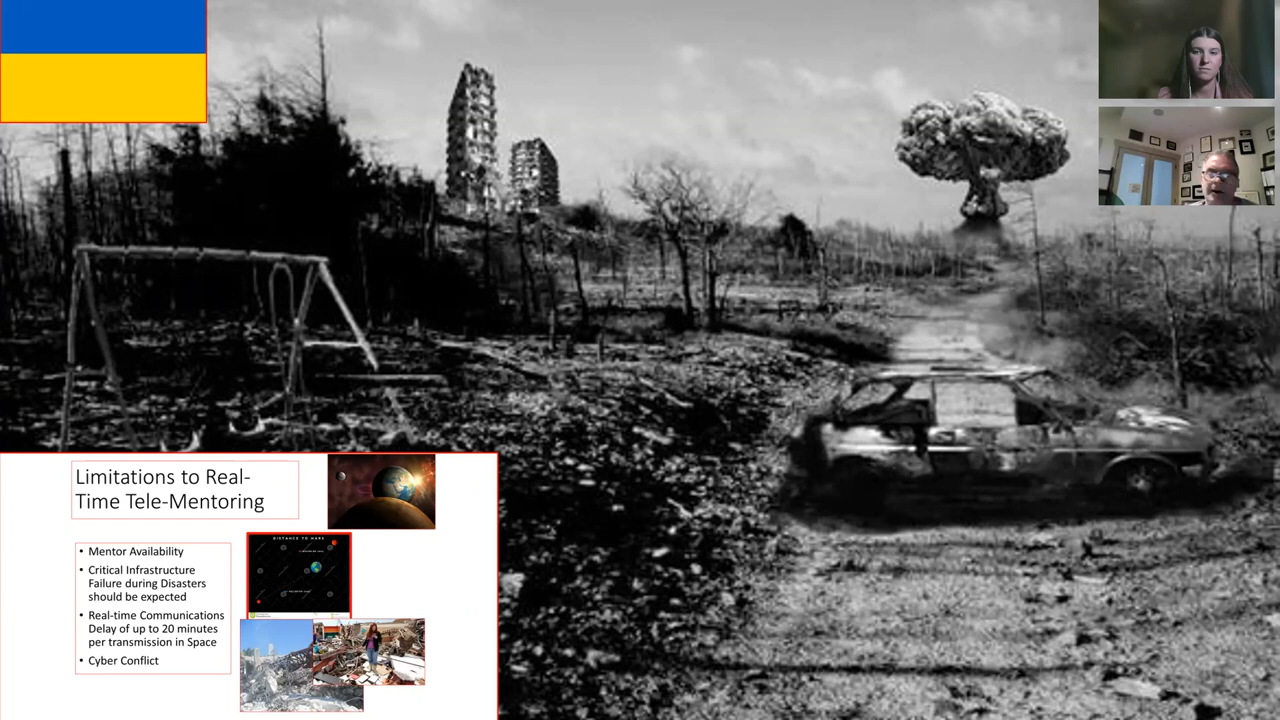 Limitations to Real-
Time Tele-Mentoring
• Mentor Availability
• Critical Infrastructure
Failure during Disasters
should be expected
• Real-time Communications
Delay of up to 20 minutes
per transmission in Space
• Cyber Conflict
DISTANCE TO MARS